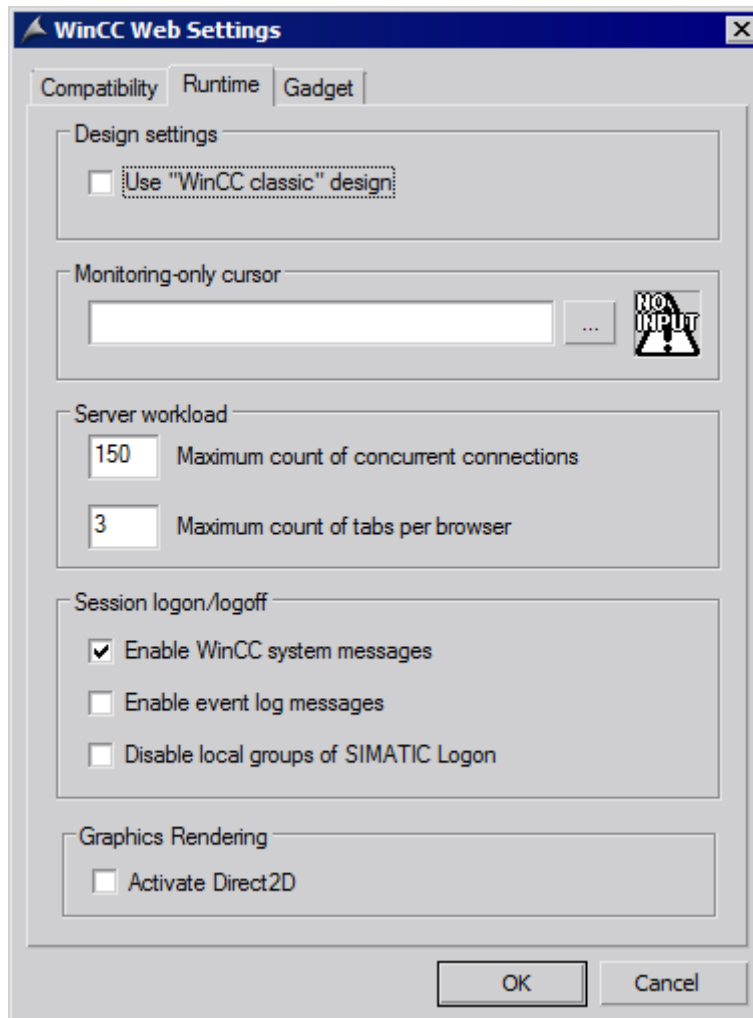 WinCC Web Settings
Compatibility Runtime Gadget
Design settings
Use "WinCC classic" design
Monitoring-only cursor
...
NO
INPUT
Server workload
150 Maximum count of concurrent connections
3 Maximum count of tabs per browser
Session logon/logoff
Enable WinCC system messages
Enable event log messages
Disable local groups of SIMATIC Logon
Graphics Rendering
Activate Direct2D
OK Cancel